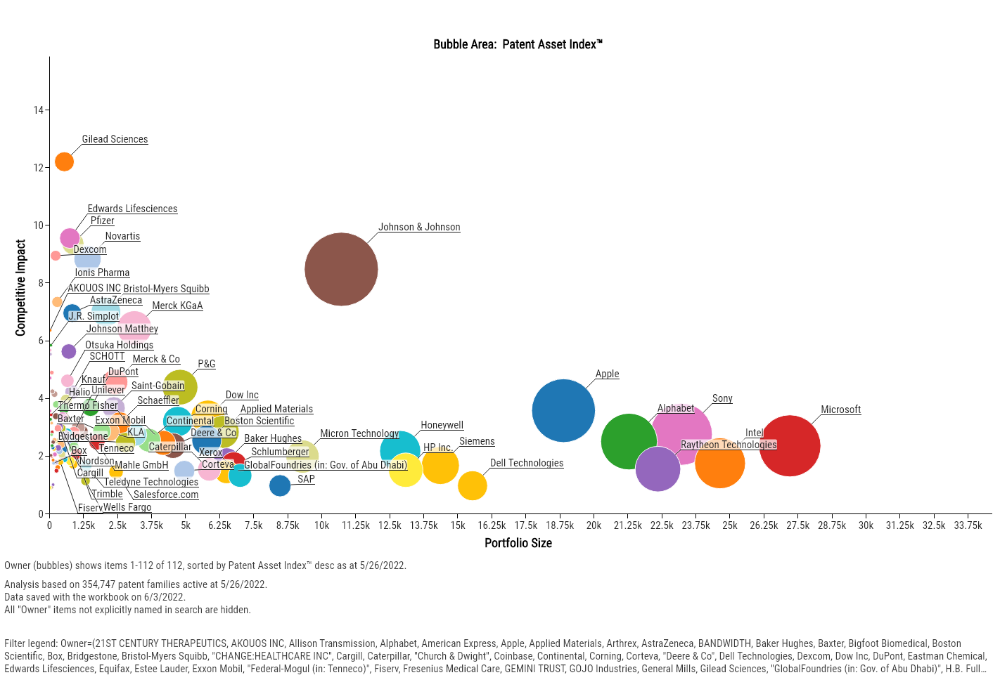 Bubble Area: Patent Asset Index™
14
12
10
8
6
4
2
0
Competitive Impact
Gilead Sciences
Edwards Lifesciences
Pfizer
Johnson & Johnson
Novartis
Dexcom
Ionis Pharma
AKOUOS INC
Bristol-Myers Squibb
AstraZeneca
Merck KGaA
J.R. Simplot
Johnson Matthey
Otsuka Holdings
SCHOTT
Merck & Co
P&G
DuPont
Apple
Knauf
Saint-Gobain
Halio
Unilever
Dow Inc
Sony
Schaeffler
Thermo Fisher
Corning
Applied Materials
Alphabet
Microsoft
Baxter
Exxon Mobil
Continental
Boston Scientific
Honeywell
KLA
Deere & Co
Micron Technology
Intel
Bridgestone
Baker Hughes
Siemens
Raytheon Technologies
Tenneco
Caterpillar
HP Inc.
Box
Xerox
Schlumberger
Nordson
Mahle GmbH
Corteva
GlobalFoundries (in: Gov. of Abu Dhabi)
Dell Technologies
Cargill
Teledyne Technologies
SAP
Trimble
Salesforce.com
Fiserv
Wells Fargo
0 1.25k 2.5k 3.75k 5k 6.25k 7.5k 8.75k 10k 11.25k 12.5k 13.75k 15k 16.25k 17.5k 18.75k 20k 21.25k 22.5k 23.75k 25k 26.25k 27.5k 28.75k 30k 31.25k 32.5k 33.75k
Portfolio Size
Owner (bubbles) shows items 1-112 of 112, sorted by Patent Asset Index™ desc as at 5/26/2022.
Analysis based on 354,747 patent families active at 5/26/2022.
Data saved with the workbook on 6/3/2022.
All "Owner" items not explicitly named in search are hidden.
Filter legend: Owner=(21ST CENTURY THERAPEUTICS, AKOUOS INC, Allison Transmission, Alphabet, American Express, Apple, Applied Materials, Arthrex, AstraZeneca, BANDWIDTH, Baker Hughes, Baxter, Bigfoot Biomedical, Boston
Scientific, Box, Bridgestone, Bristol-Myers Squibb, "CHANGE:HEALTHCARE INC", Cargill, Caterpillar, "Church & Dwight", Coinbase, Continental, Corning, Corteva, "Deere & Co", Dell Technologies, Dexcom, Dow Inc, DuPont, Eastman Chemical,
Edwards Lifesciences, Equifax, Estee Lauder, Exxon Mobil, "Federal-Mogul (in: Tenneco)", Fiserv, Fresenius Medical Care, GEMINI TRUST, GOJO Industries, General Mills, Gilead Sciences, "GlobalFoundries (in: Gov. of Abu Dhabi)", H.B. Full...